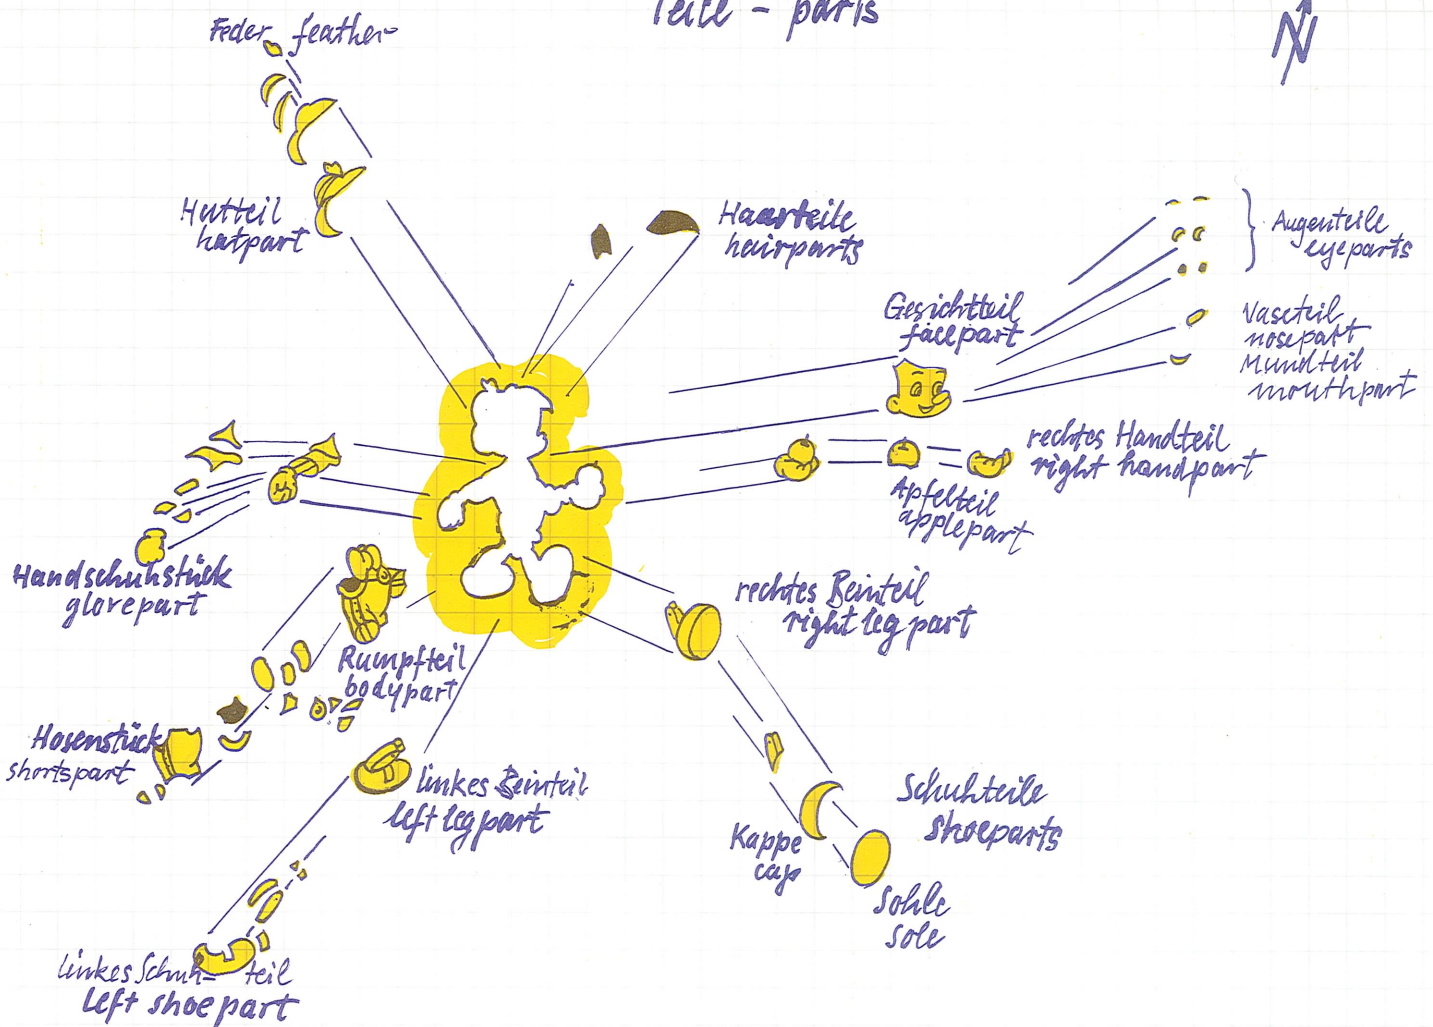 Teile - parts
N
Feder feather
Hutteil
hatpart
Haarteile
hairparts
Augenteile
eyeparts
Gesichtteil
facepart
Naseteil
nosepart
Mundteil
mouthpart
rechtes Handteil
right handpart
Apfelteil
applepart
Handschuhstück
glovepart
rechtes Beinteil
right leg part
Rumpfteil
bodypart
Hosenstück
shortspart
linkes Beinteil
left legpart
Schuhteile
shoeparts
Kappe
cap
Sohle
sole
linkes Schuh- teil
left shoepart